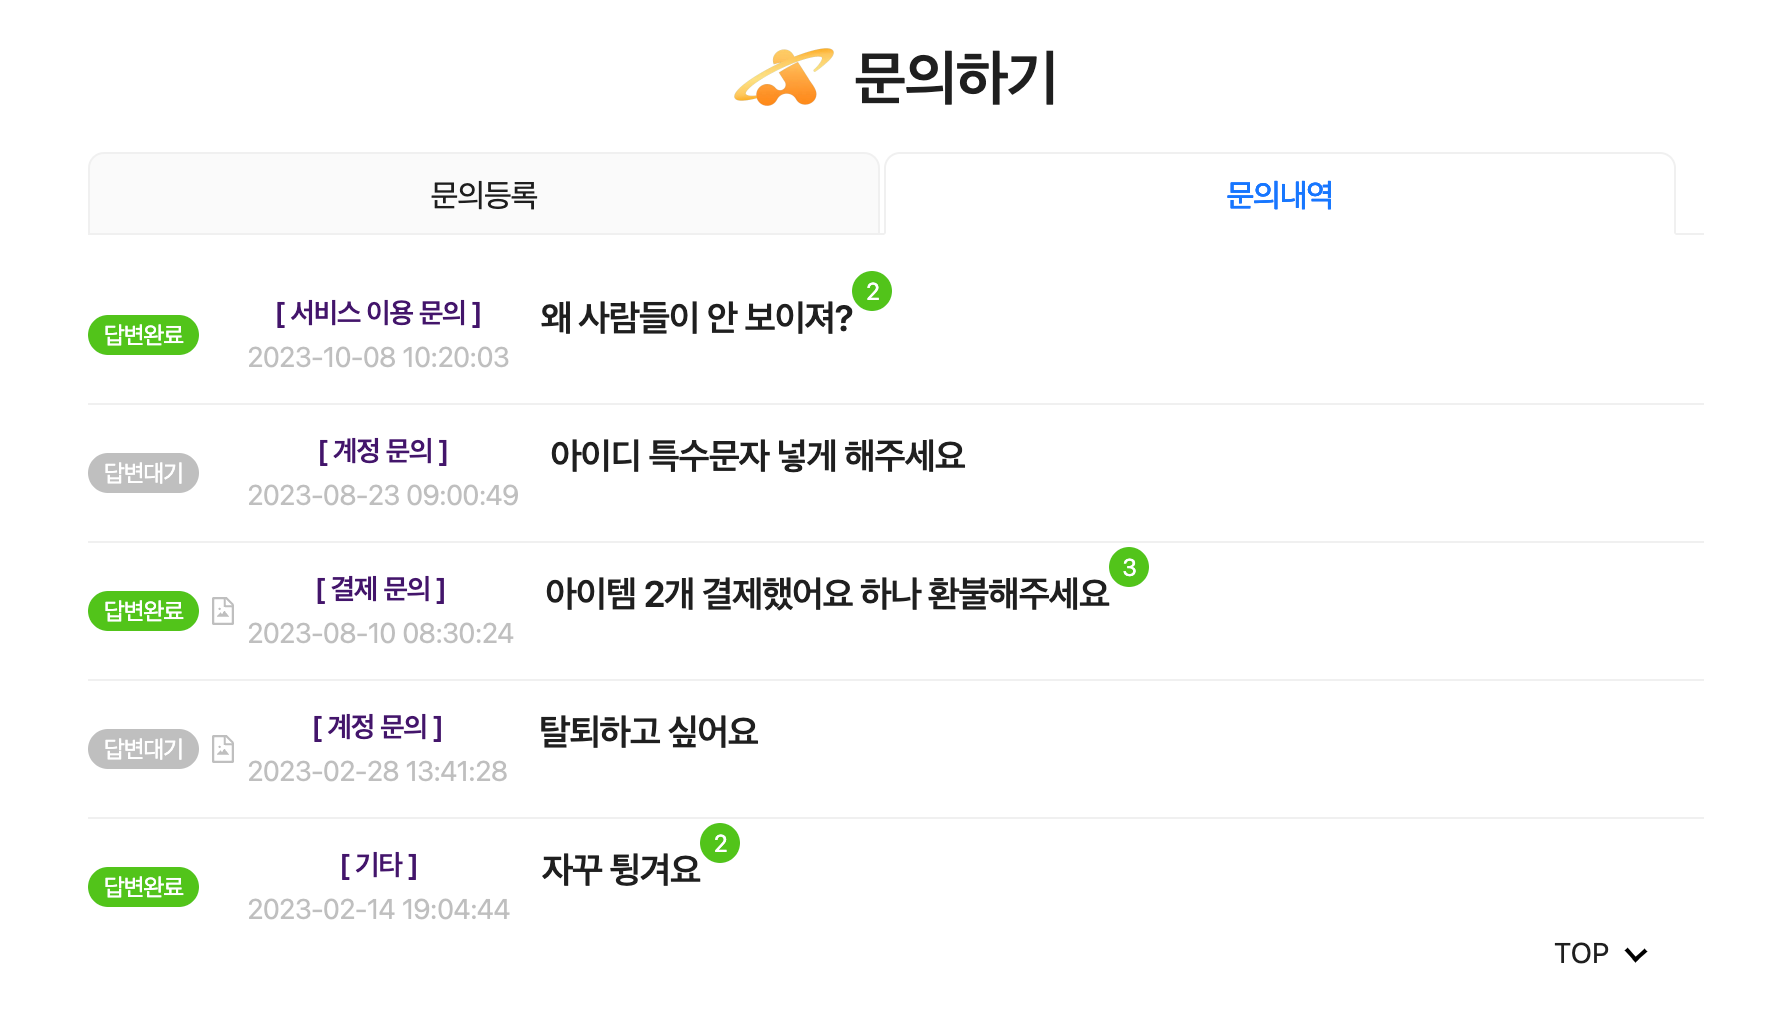 문의하기
문의등록
문의내역
답변완료
[ 서비스 이용 문의 ]
2023-10-08 10:20:03
왜 사람들이 안 보이져?
2
답변대기
[ 계정 문의 ]
2023-08-23 09:00:49
아이디 특수문자 넣게 해주세요
답변완료
[ 결제 문의 ]
2023-08-10 08:30:24
아이템 2개 결제했어요 하나 환불해주세요
3
답변대기
[ 계정 문의 ]
2023-02-28 13:41:28
탈퇴하고 싶어요
답변완료
[ 기타 ]
2023-02-14 19:04:44
자꾸 튕겨요
2
TOP